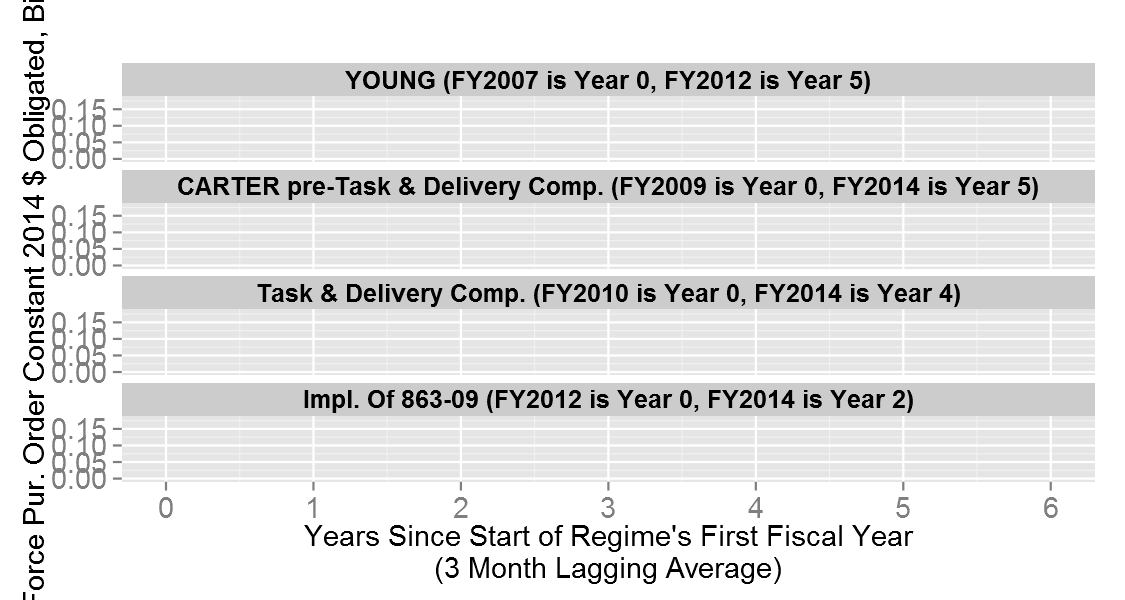 Force Pur. Order Constant 2014 $ Obligated, Bi
YOUNG (FY2007 is Year 0, FY2012 is Year 5)
0.15
0.10
0.05
0.00
CARTER pre-Task & Delivery Comp. (FY2009 is Year 0, FY2014 is Year 5)
0.15
0.10
0.05
0.00
Task & Delivery Comp. (FY2010 is Year 0, FY2014 is Year 4)
0.15
0.10
0.05
0.00
Impl. Of 863-09 (FY2012 is Year 0, FY2014 is Year 2)
0.15
0.10
0.05
0.00
0 1 2 3 4 5 6
Years Since Start of Regime's First Fiscal Year
(3 Month Lagging Average)